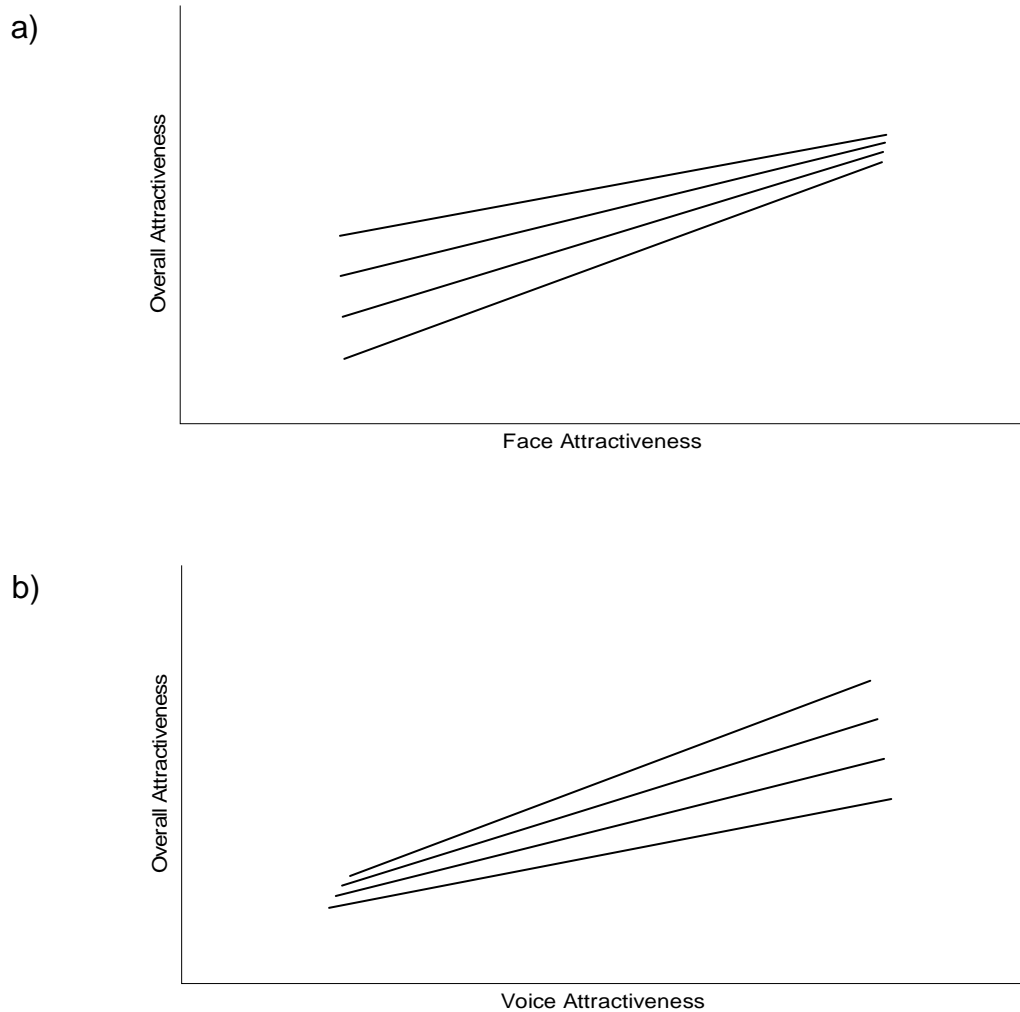 a)
Overall Attractiveness
Face Attractiveness
b)
Overall Attractiveness
Voice Attractiveness